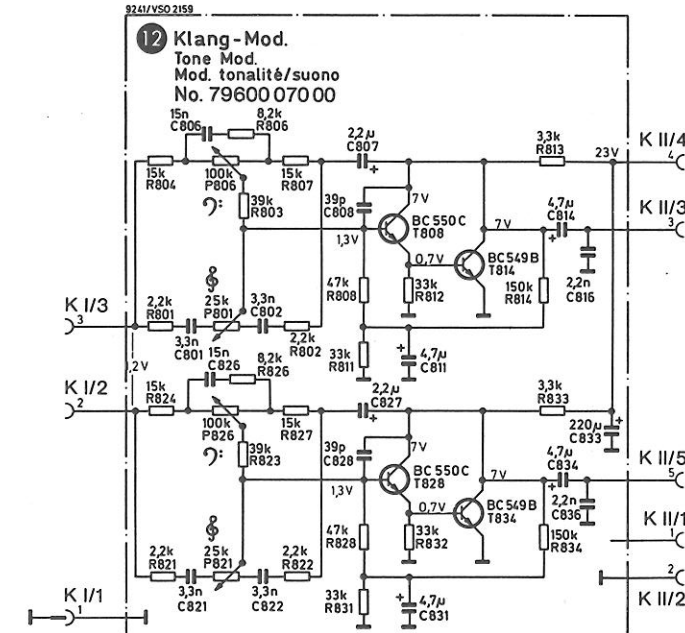 9241/VSO 2159
12 Klang-Mod.
Tone Mod.
Mod. tonalité/suono
No. 79600 070 00
15n
C806
8,2k
R806
2,2µ
C807
+
3,3k
R813
23V
K II/4
4
15k
R804
100k
P806
15k
R807
39k
R803
39p
C808
7V
BC 550C
T808
1,3V
7V
4,7µ
C814
+
K II/3
3
0,7V
BC 549 B
T814
2,2n
C816
47k
R808
33k
R812
150k
R814
K I/3
3
2,2k
R801
25k
P801
3,3n
C802
3,3n
C801
2,2k
R802
33k
R811
+
4,7µ
C811
1,2V
15n
C826
8,2k
R826
K I/2
2
15k
R824
100k
P826
15k
R827
2,2µ
C827
+
3,3k
R833
220µ
C833
+
39k
R823
39p
C828
7V
BC 550C
T828
1,3V
7V
4,7µ
C834
+
K II/5
5
0,7V
BC 549 B
T834
2,2n
C836
47k
R828
33k
R832
150k
R834
K II/1
1
2,2k
R821
25k
P821
2,2k
R822
3,3n
C821
3,3n
C822
33k
R831
+
4,7µ
C831
2
K II/2
K I/1
1